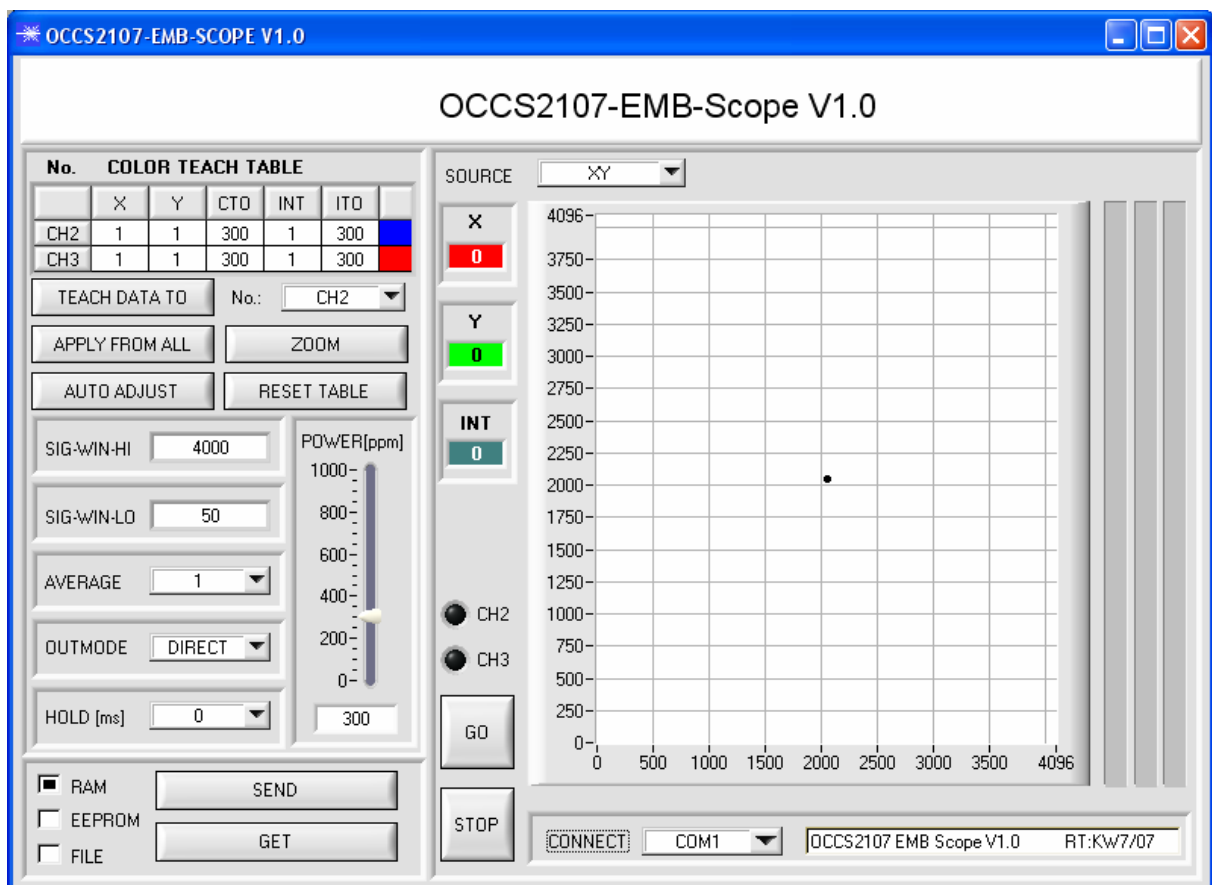 OCCS2107-EMB-SCOPE V1.0
OCCS2107-EMB-Scope V1.0
No. COLOR TEACH TABLE
X Y CTO INT ITO
CH2 1 1 300 1 300
CH3 1 1 300 1 300
TEACH DATA TO No.: CH2
APPLY FROM ALL ZOOM
AUTO ADJUST RESET TABLE
SIG-WIN-HI 4000
SIG-WIN-LO 50
AVERAGE 1
OUTMODE DIRECT
HOLD [ms] 0
POWER[ppm]
1000
800
600
400
200
0
300
RAM
EEPROM
FILE
SEND
GET
SOURCE XY
X
0
Y
0
INT
0
CH2
CH3
GO
STOP
4096
3750
3500
3250
3000
2750
2500
2250
2000
1750
1500
1250
1000
750
500
250
0
0 500 1000 1500 2000 2500 3000 3500 4096
CONNECT COM1 OCCS2107 EMB Scope V1.0 RT:KW7/07